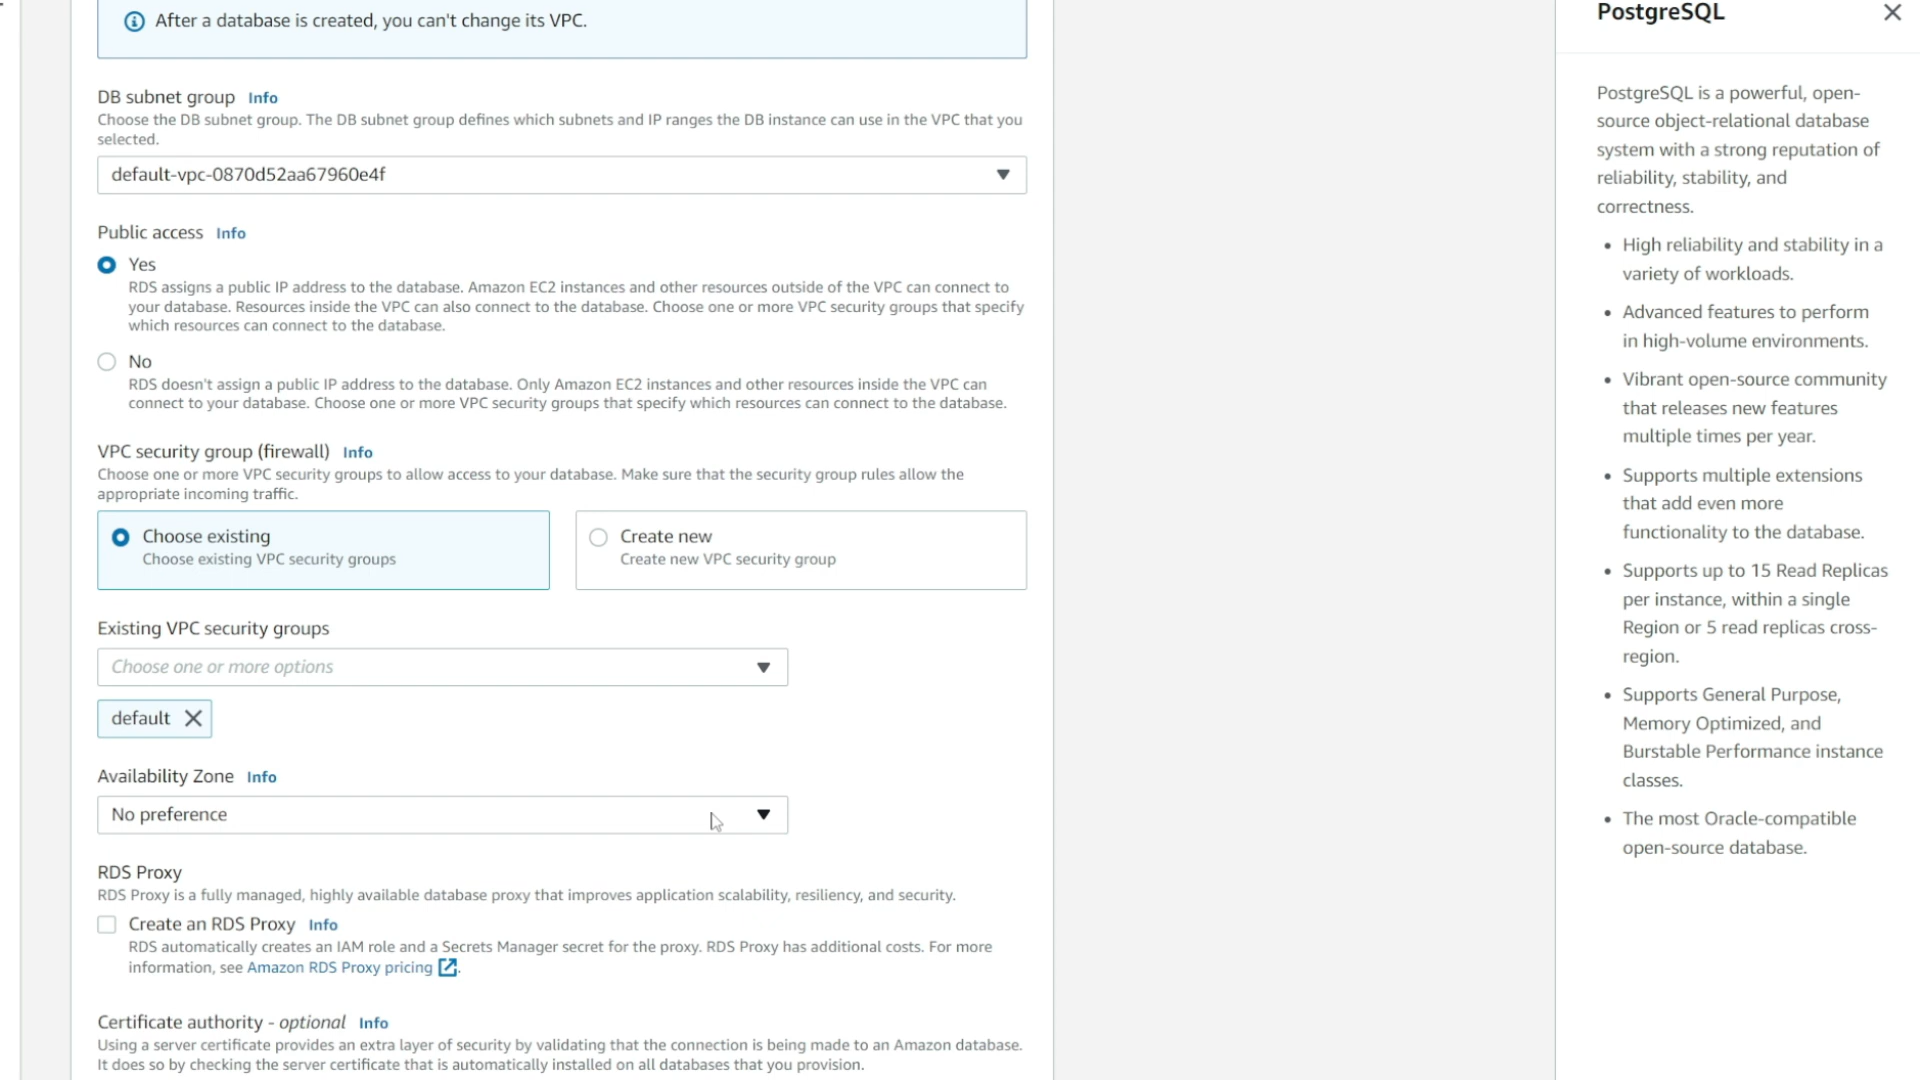 After a database is created, you can't change its VPC.
DB subnet group Info
Choose the DB subnet group. The DB subnet group defines which subnets and IP ranges the DB instance can use in the VPC that you
selected.
default-vpc-0870d52aa67960e4f
Public access Info
Yes
RDS assigns a public IP address to the database. Amazon EC2 instances and other resources outside of the VPC can connect to
your database. Resources inside the VPC can also connect to the database. Choose one or more VPC security groups that specify
which resources can connect to the database.
No
RDS doesn't assign a public IP address to the database. Only Amazon EC2 instances and other resources inside the VPC can
connect to your database. Choose one or more VPC security groups that specify which resources can connect to the database.
VPC security group (firewall) Info
Choose one or more VPC security groups to allow access to your database. Make sure that the security group rules allow the
appropriate incoming traffic.
Choose existing
Choose existing VPC security groups
Create new
Create new VPC security group
Existing VPC security groups
Choose one or more options
default
Availability Zone Info
No preference
RDS Proxy
RDS Proxy is a fully managed, highly available database proxy that improves application scalability, resiliency, and security.
Create an RDS Proxy Info
RDS automatically creates an IAM role and a Secrets Manager secret for the proxy. RDS Proxy has additional costs. For more
information, see Amazon RDS Proxy pricing.
Certificate authority - optional Info
Using a server certificate provides an extra layer of security by validating that the connection is being made to an Amazon database.
It does so by checking the server certificate that is automatically installed on all databases that you provision.
PostgreSQL
PostgreSQL is a powerful, open-
source object-relational database
system with a strong reputation of
reliability, stability, and
correctness.
• High reliability and stability in a
variety of workloads.
• Advanced features to perform
in high-volume environments.
• Vibrant open-source community
that releases new features
multiple times per year.
• Supports multiple extensions
that add even more
functionality to the database.
• Supports up to 15 Read Replicas
per instance, within a single
Region or 5 read replicas cross-
region.
• Supports General Purpose,
Memory Optimized, and
Burstable Performance instance
classes.
• The most Oracle-compatible
open-source database.